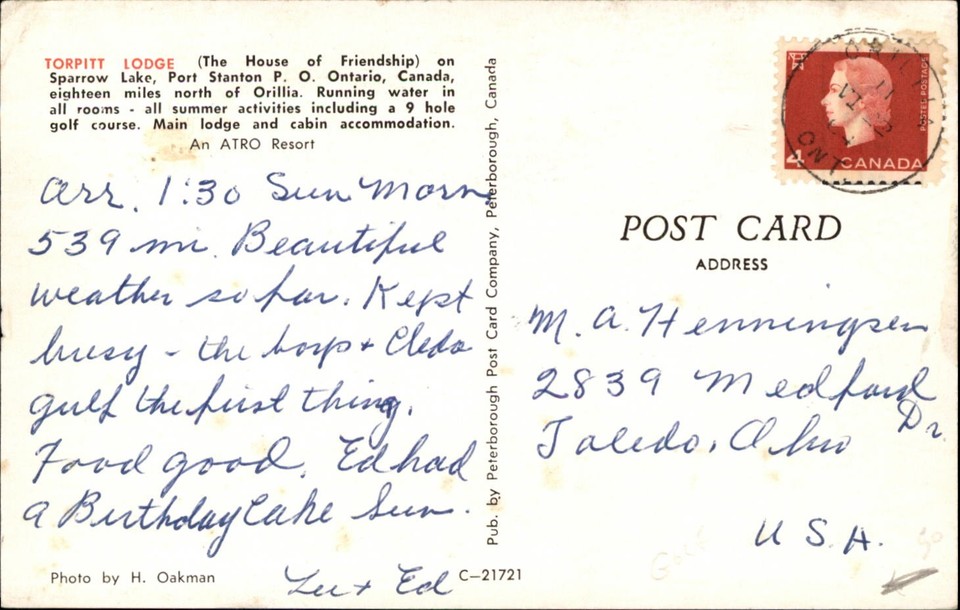 TORPITT LODGE (The House of Friendship) on
Sparrow Lake, Port Stanton P. O. Ontario, Canada,
eighteen miles north of Orillia. Running water in
all rooms - all summer activities including a 9 hole
golf course. Main lodge and cabin accommodation.
An ATRO Resort
Arr. 1:30 Sun Morn
539 mi. Beautiful
weather so far. Kept
busy - the boys + Cleda
gulf the first thing.
Food good. Ed had
a Birthday Cake Sun.
Lee + Ed
Photo by H. Oakman
C-21721
Pub. by Peterborough Post Card Company, Peterborough, Canada
POSTES POSTAGE
4 CANADA
ONT.
POST CARD
ADDRESS
M. A. Henningsen
2839 Medford
Dr.
Toledo, Ohio
U.S.A.